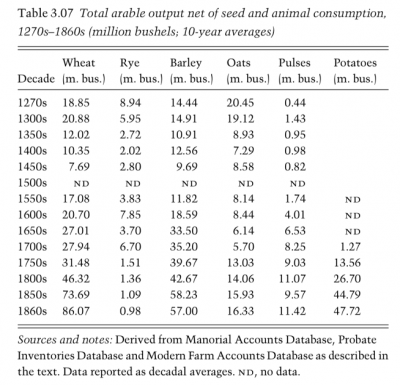 Table 3.07 Total arable output net of seed and animal consumption,
1270s–1860s (million bushels; 10-year averages)
Wheat Rye Barley Oats Pulses Potatoes
Decade (m. bus.) (m. bus.) (m. bus.) (m. bus.) (m. bus.) (m. bus.)
1270s 18.85 8.94 14.44 20.45 0.44
1300s 20.88 5.95 14.91 19.12 1.43
1350s 12.02 2.72 10.91 8.93 0.95
1400s 10.35 2.02 12.56 7.29 0.98
1450s 7.69 2.80 9.69 8.58 0.82
1500s ND ND ND ND ND
1550s 17.08 3.83 11.82 8.14 1.74 ND
1600s 20.70 7.85 18.59 8.44 4.01 ND
1650s 27.01 3.70 33.50 6.14 6.53 ND
1700s 27.94 6.70 35.20 5.70 8.25 1.27
1750s 31.48 1.51 39.67 13.03 9.03 13.56
1800s 46.32 1.36 42.67 14.06 11.07 26.70
1850s 73.69 1.09 58.23 15.93 9.57 44.79
1860s 86.07 0.98 57.00 16.33 11.42 47.72
Sources and notes: Derived from Manorial Accounts Database, Probate
Inventories Database and Modern Farm Accounts Database as described in
the text. Data reported as decadal averages. ND, no data.